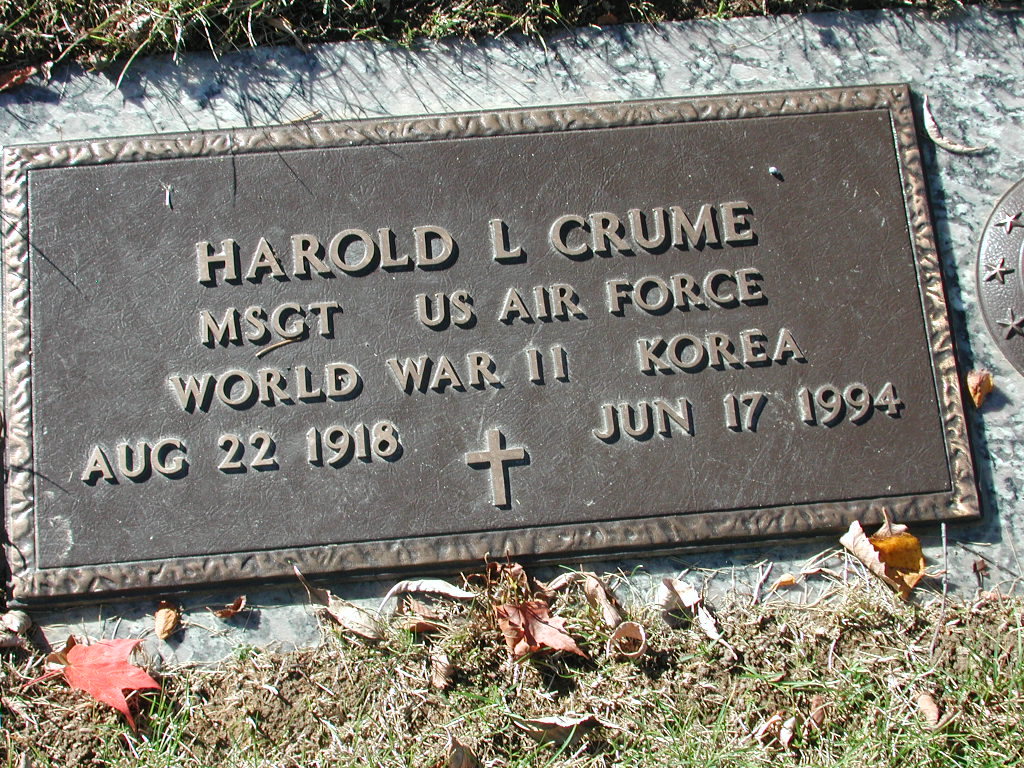 HAROLD L CRUME
MSGT US AIR FORCE
WORLD WAR II KOREA
AUG 22 1918 JUN 17 1994